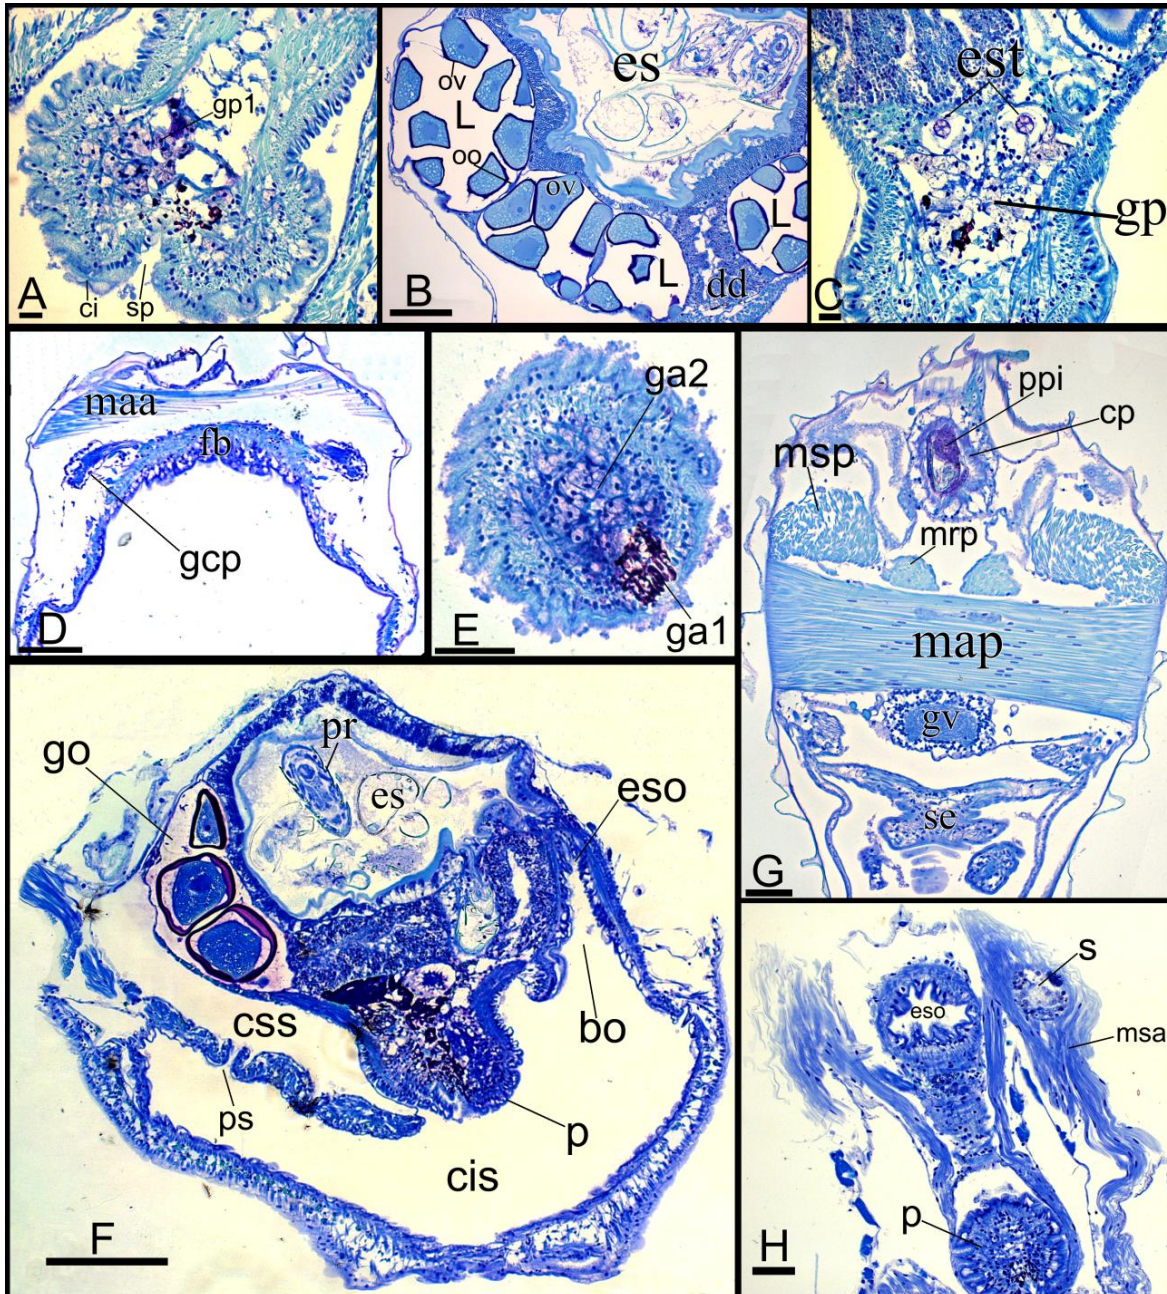 gp1
A
ci
sp
es
ov
L
oo
ov
L
L
dd
B
est
gp
C
maa
fb
gcp
D
ga2
ga1
E
ppi
cp
msp
mrp
map
gv
se
G
go
pr
es
eso
css
bo
ps
p
cis
F
s
eso
msa
p
H